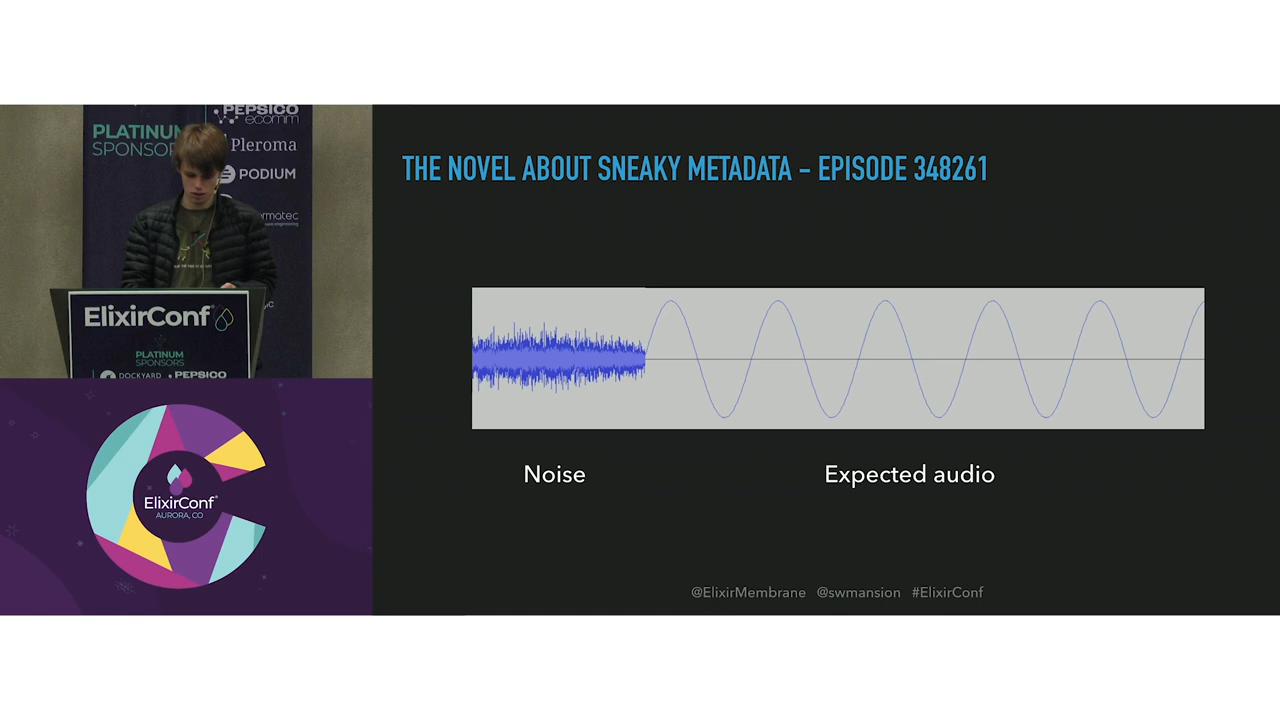 PEPSICO
ecomm
PLATINUM
SPONSORS
Pleroma
PODIUM
ElixirConf
PLATINUM
SPONSORS
DOCKYARD
PEPSICO
ElixirConf
AURORA, CO
THE NOVEL ABOUT SNEAKY METADATA – EPISODE 348261
Noise
Expected audio
@ElixirMembrane @swmansion #ElixirConf